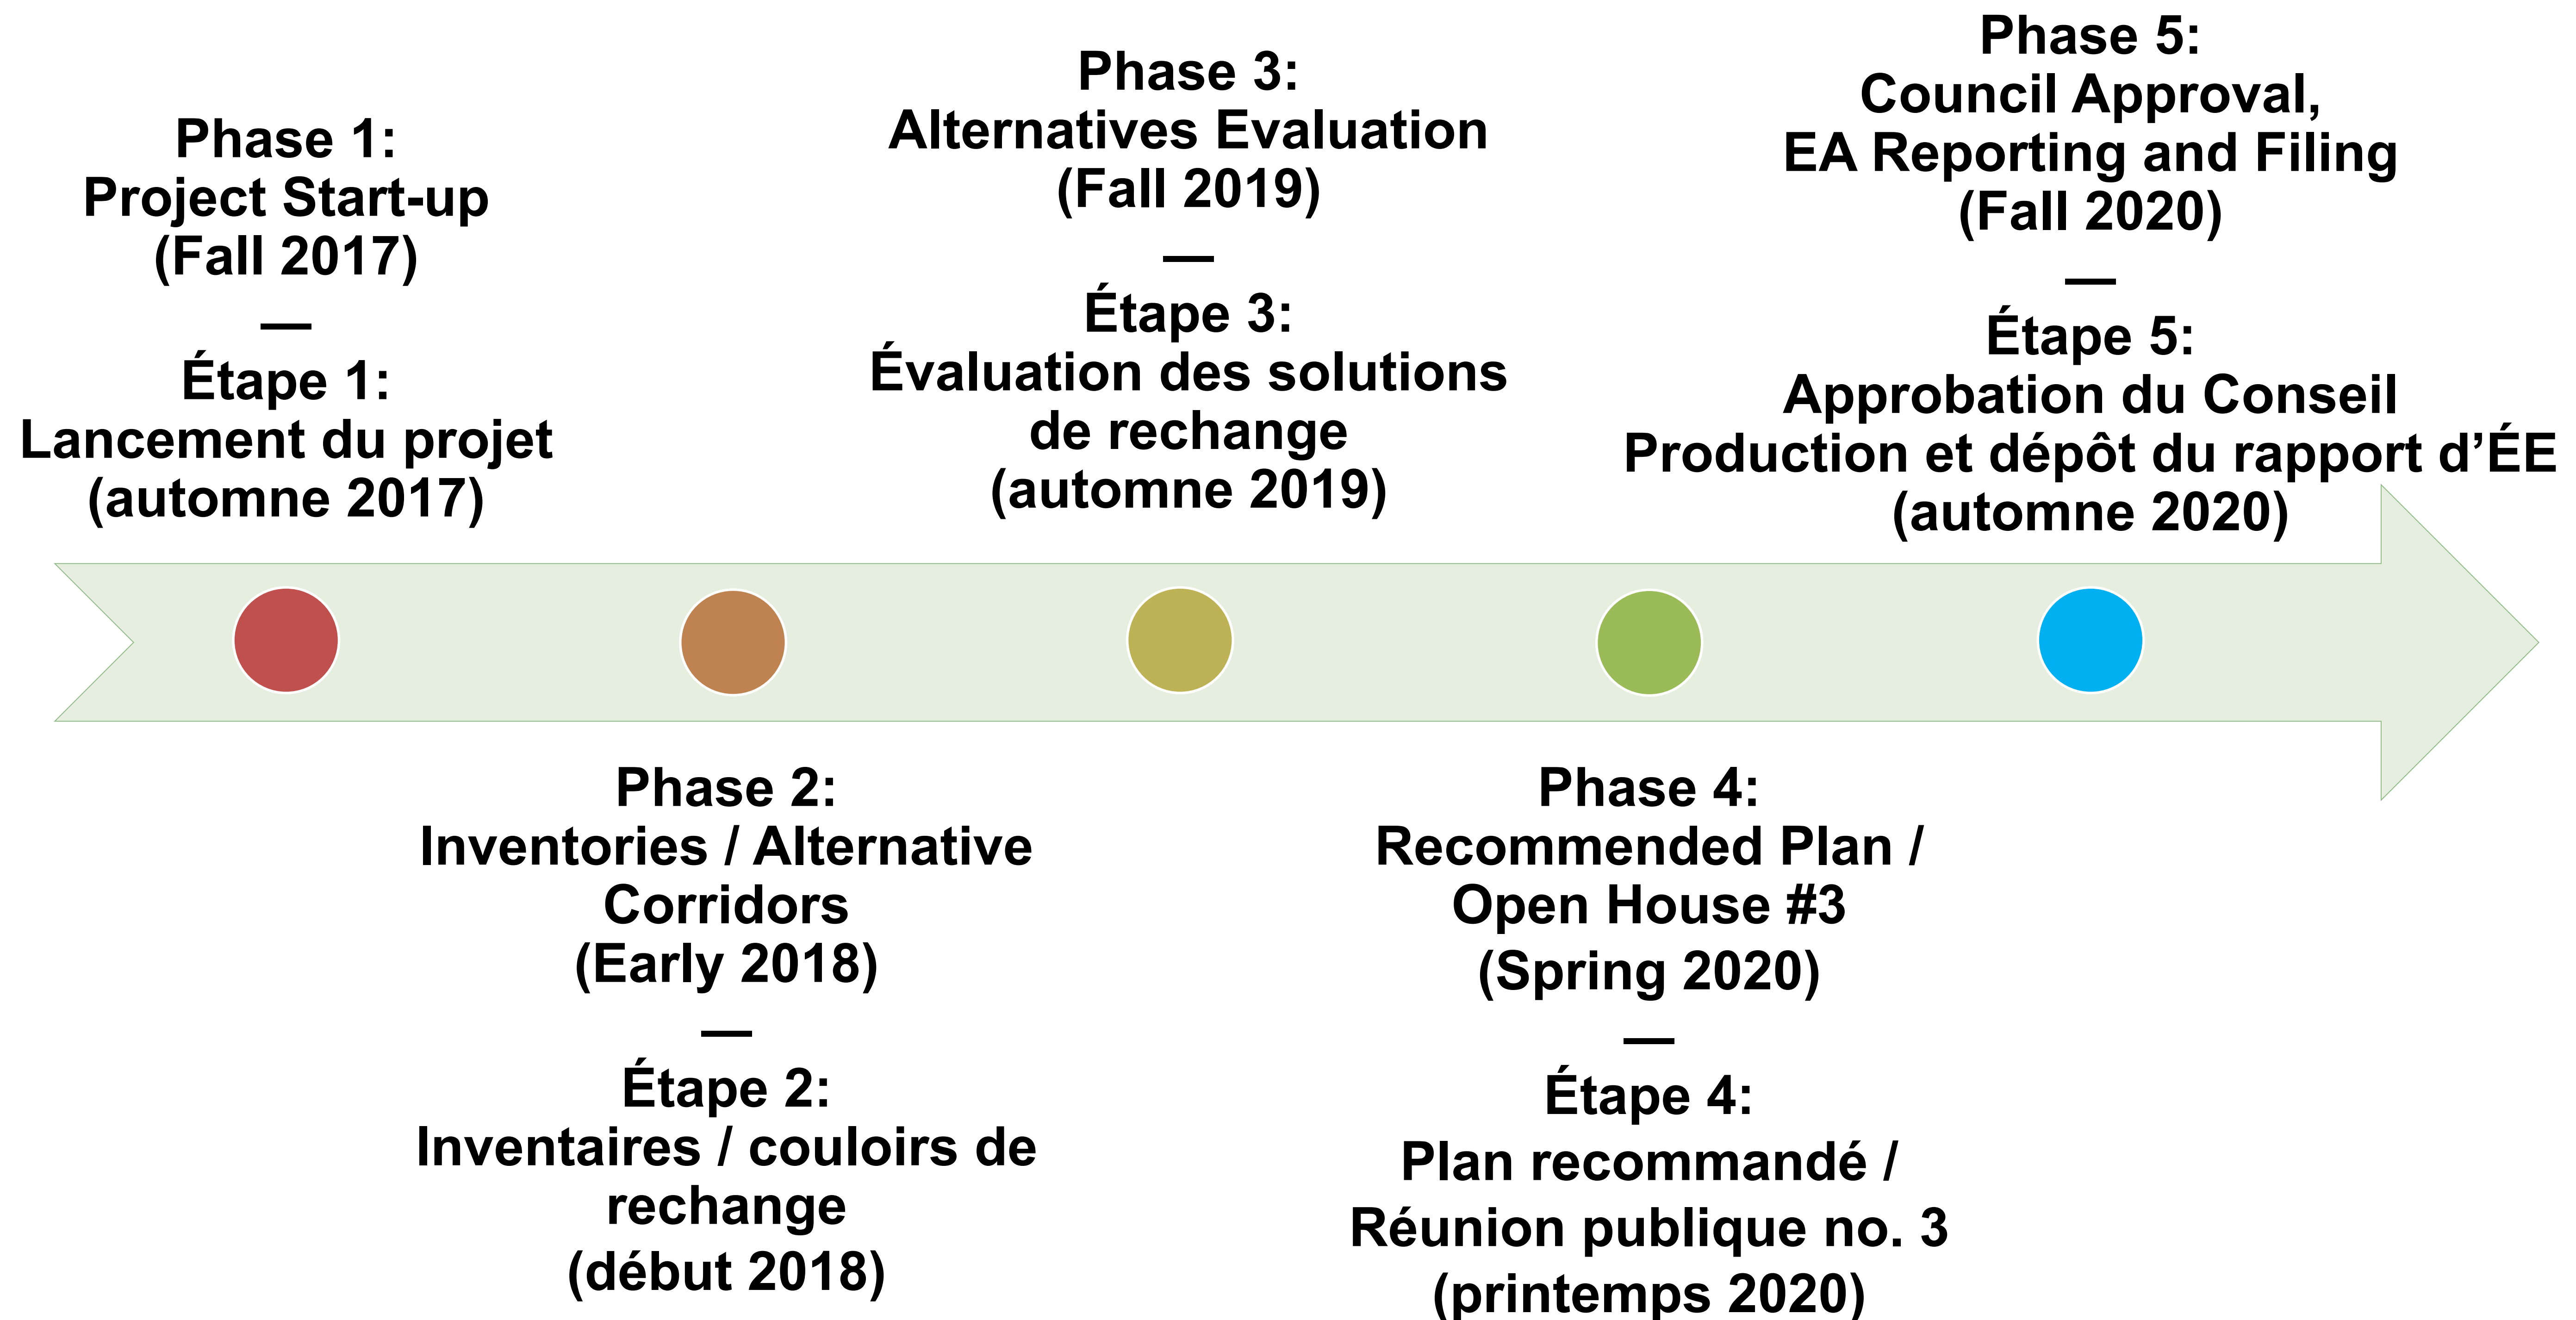 Phase 1:
Project Start-up
(Fall 2017)
—
Étape 1:
Lancement du projet
(automne 2017)
Phase 2:
Inventories / Alternative
Corridors
(Early 2018)
—
Étape 2:
Inventaires / couloirs de
rechange
(début 2018)
Phase 3:
Alternatives Evaluation
(Fall 2019)
—
Étape 3:
Évaluation des solutions
de rechange
(automne 2019)
Phase 4:
Recommended Plan /
Open House #3
(Spring 2020)
—
Étape 4:
Plan recommandé /
Réunion publique no. 3
(printemps 2020)
Phase 5:
Council Approval,
EA Reporting and Filing
(Fall 2020)
—
Étape 5:
Approbation du Conseil
Production et dépôt du rapport d’ÉE
(automne 2020)